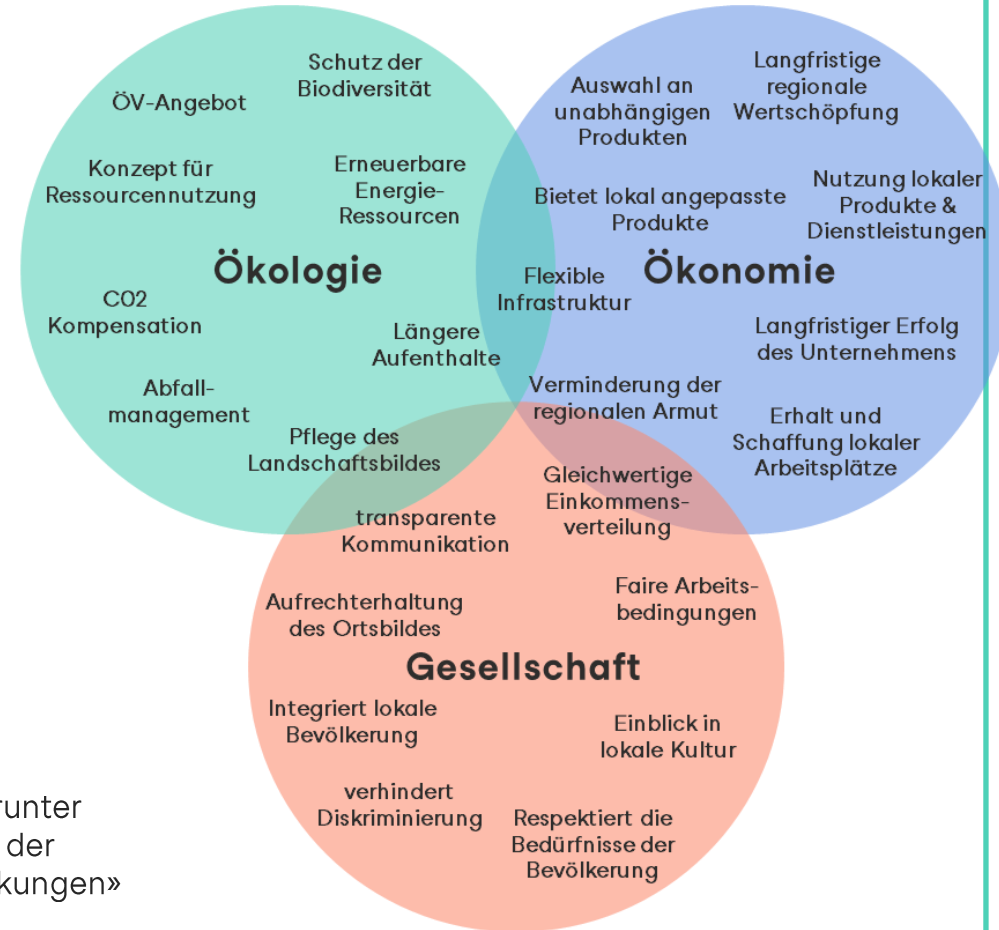 Schutz der
Biodiversität
ÖV-Angebot
Konzept für
Ressourcennutzung
Erneuerbare
Energie-
Ressourcen
Ökologie
CO2
Kompensation
Längere
Aufenthalte
Abfall-
management
Pflege des
Landschaftsbildes
Langfristige
regionale
Wertschöpfung
Auswahl an
unabhängigen
Produkten
Nutzung lokaler
Produkte &
Dienstleistungen
Bietet lokal angepasste
Produkte
Ökonomie
Flexible
Infrastruktur
Langfristiger Erfolg
des Unternehmens
Verminderung der
regionalen Armut
Erhalt und
Schaffung lokaler
Arbeitsplätze
Gleichwertige
Einkommens-
verteilung
transparente
Kommunikation
Faire Arbeits-
bedingungen
Aufrechterhaltung
des Ortsbildes
Gesellschaft
Integriert lokale
Bevölkerung
Einblick in
lokale Kultur
verhindert
Diskriminierung
Respektiert die
Bedürfnisse der
Bevölkerung
runter
der
kungen»